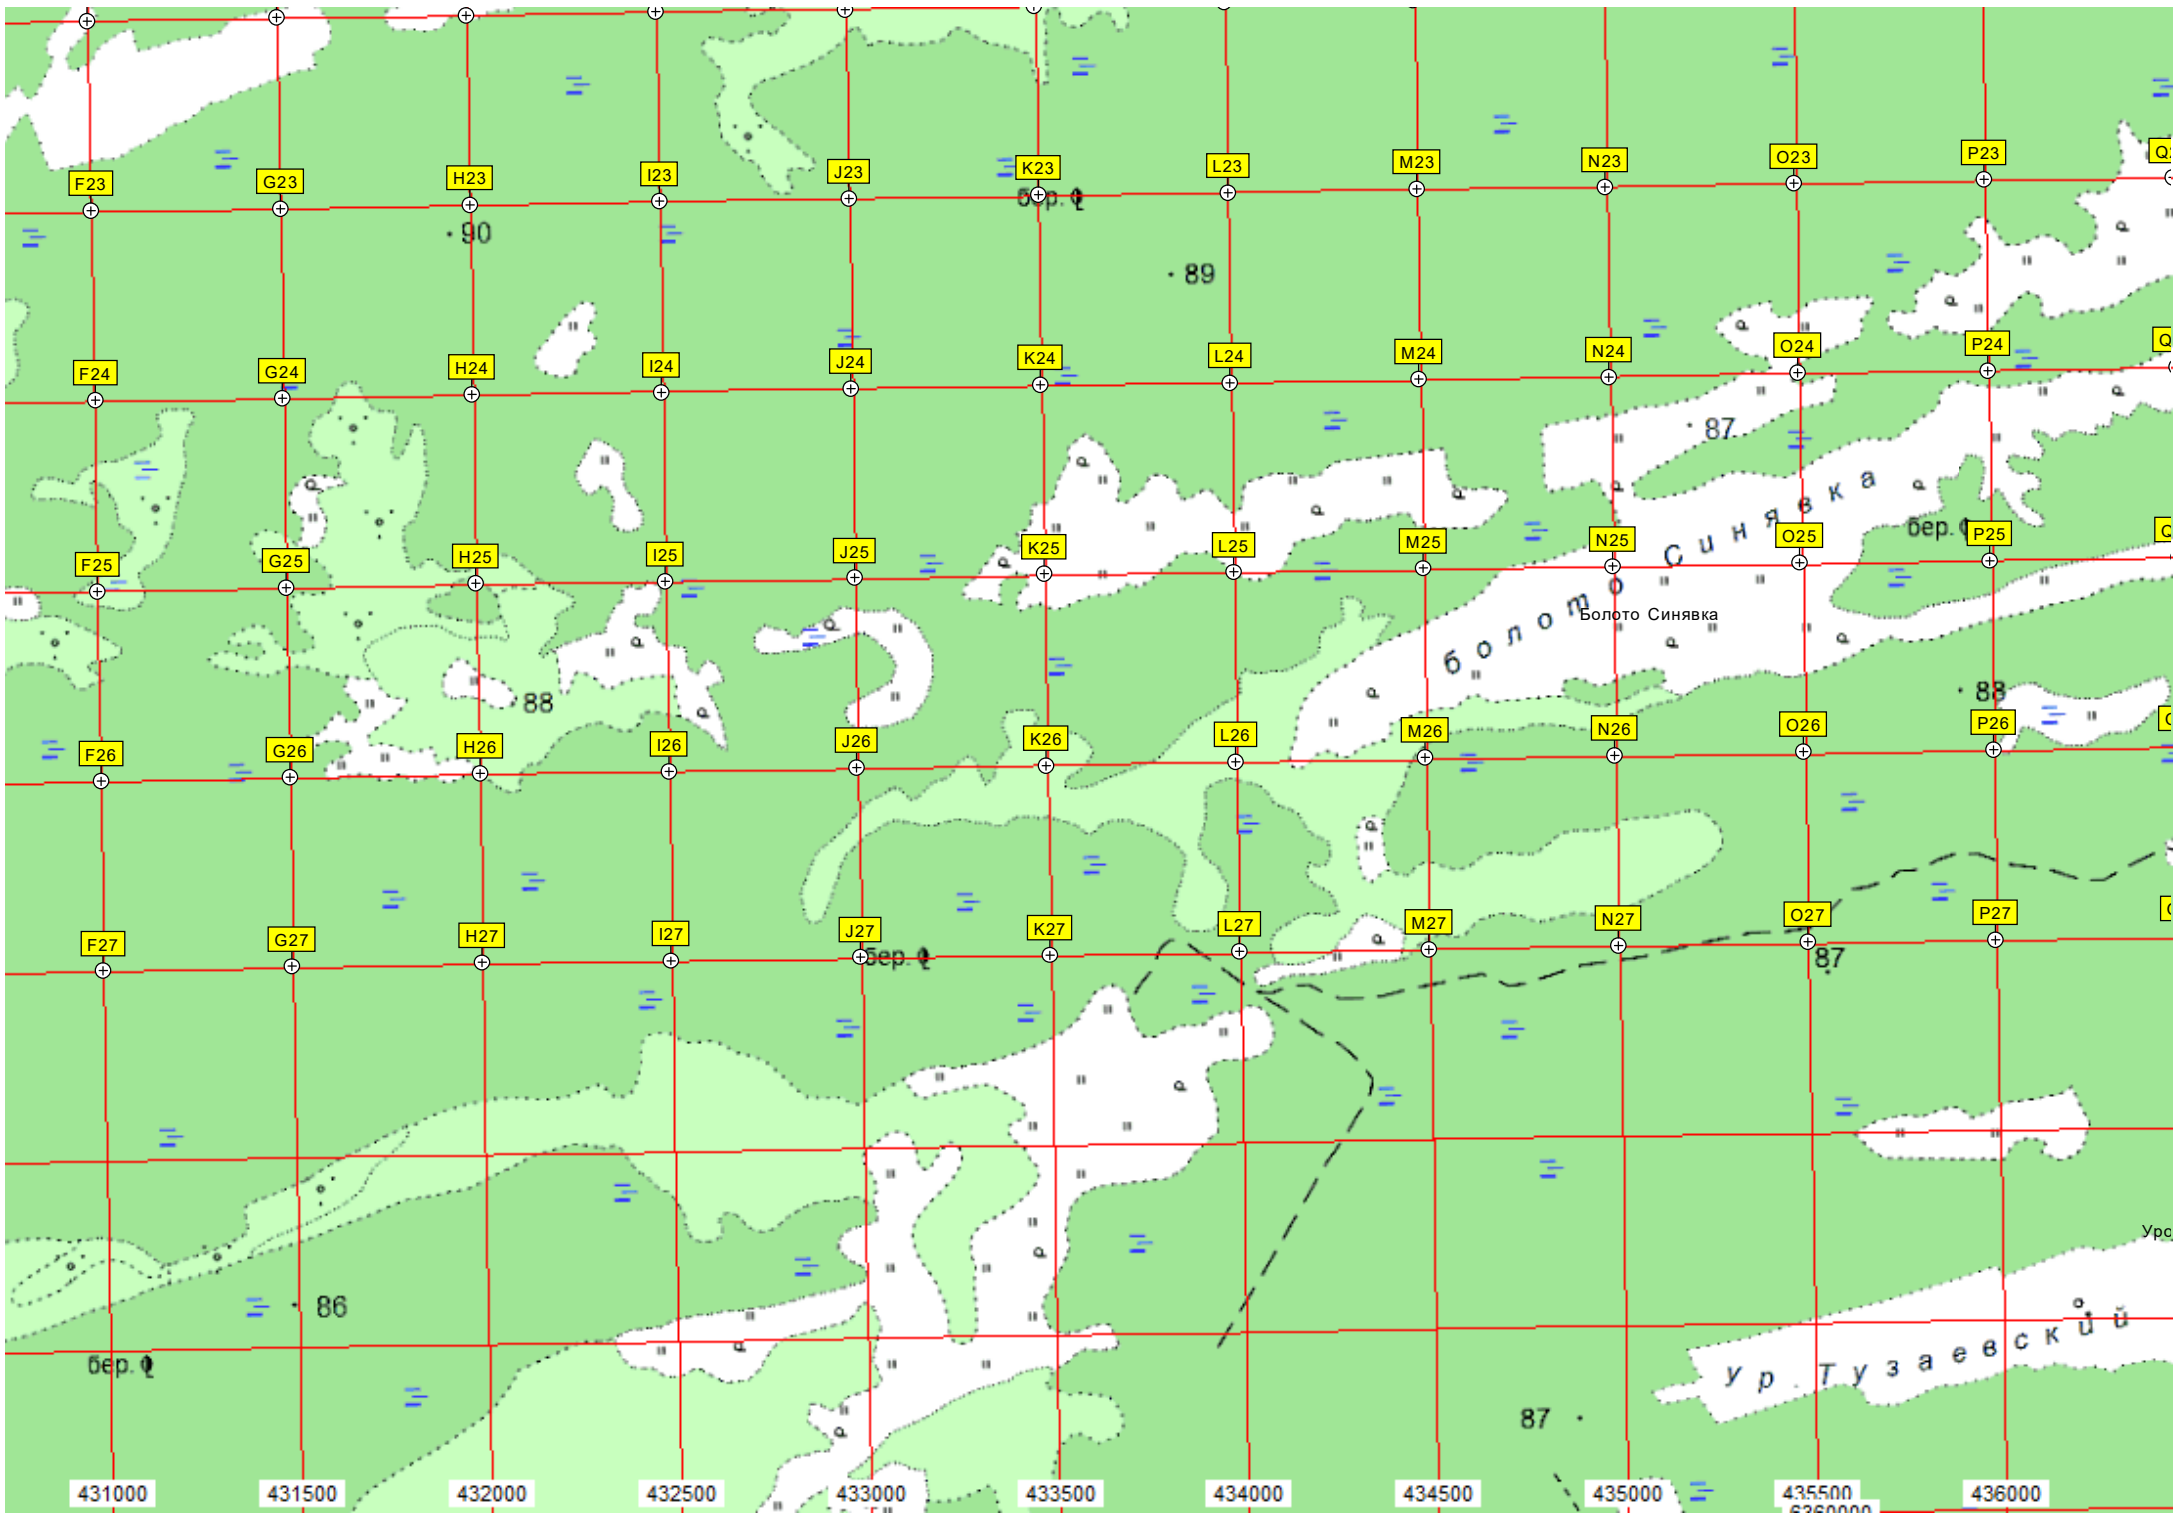 F23 G23 H23 I23 J23 K23 L23 M23 N23 O23 P23
бер.
90
89
F24 G24 H24 I24 J24 K24 L24 M24 N24 O24 P24
87
болото Синявка
бер.
F25 G25 H25 I25 J25 K25 L25 M25 N25 O25 P25
Болото Синявка
88
88
F26 G26 H26 I26 J26 K26 L26 M26 N26 O26 P26
F27 G27 H27 I27 J27 K27 L27 M27 N27 O27 P27
бер.
87
86
бер.
ур. Тузаевский
87
431000 431500 432000 432500 433000 433500 434000 434500 435000 435500 436000